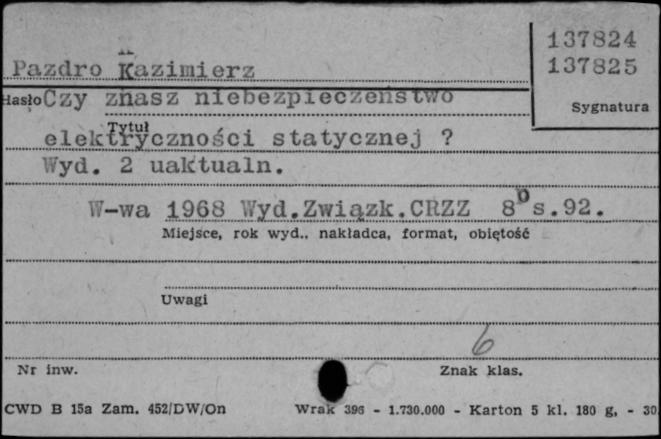 137824
Pazdro Kazimierz 137825
Hasło Czy znasz niebezpieczeństwo Sygnatura
Tytuł
elektryczności statycznej ?
Wyd. 2 uaktualn.
W-wa 1968 Wyd.Związk.CRZZ 8° s.92.
Miejsce, rok wyd., nakładca, format, obiętość
Uwagi
6
Nr inw. Znak klas.
CWD B 15a Zam. 452/DW/On Wrak 396 - 1.730.000 - Karton 5 kl. 180 g, - 30